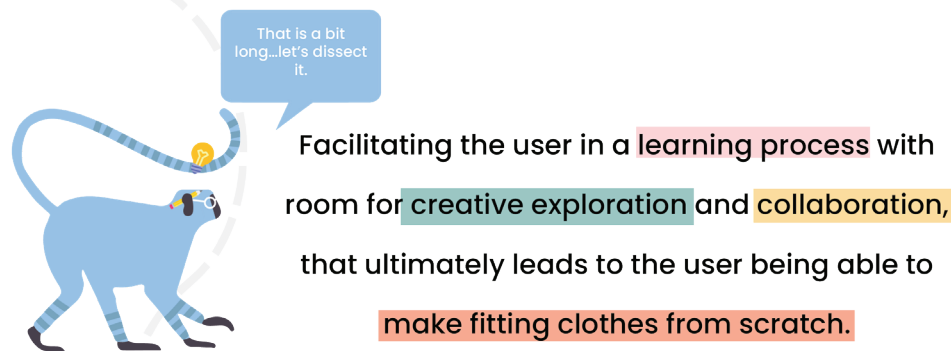 That is a bit
long...let's dissect
it.
Facilitating the user in a learning process with
room for creative exploration and collaboration,
that ultimately leads to the user being able to
make fitting clothes from scratch.